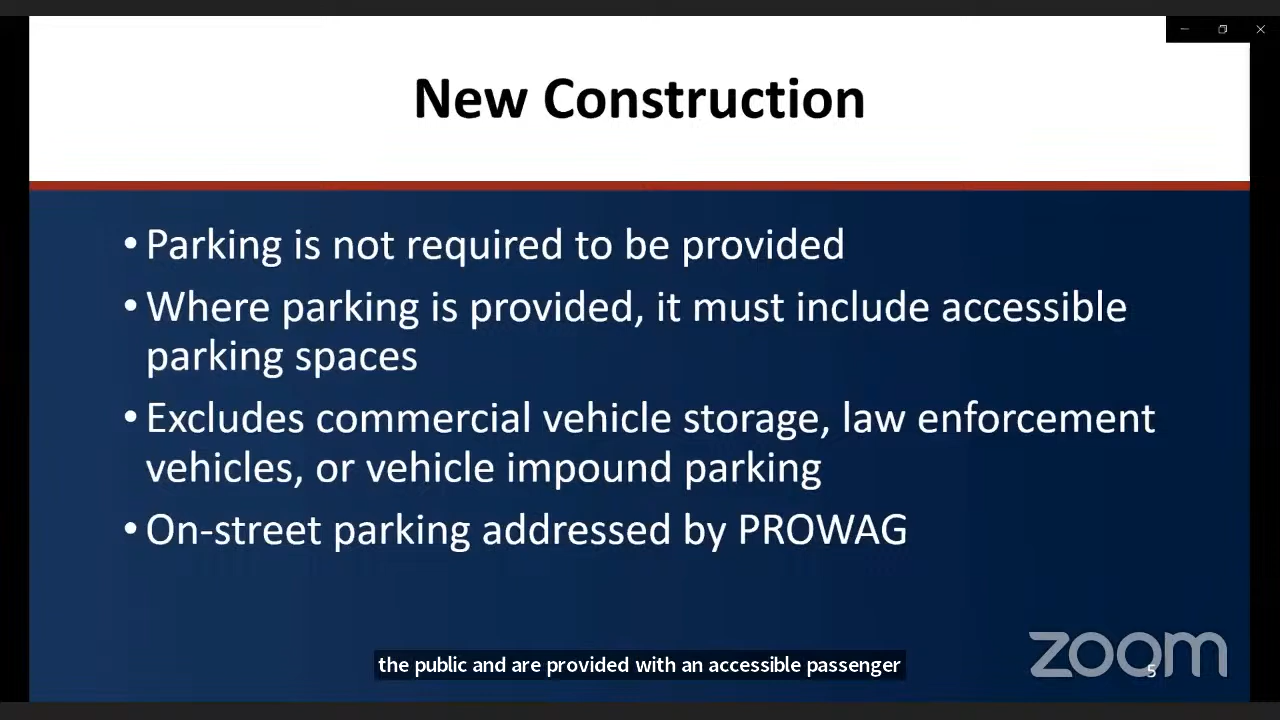 New Construction
• Parking is not required to be provided
• Where parking is provided, it must include accessible
parking spaces
• Excludes commercial vehicle storage, law enforcement
vehicles, or vehicle impound parking
• On-street parking addressed by PROWAG
the public and are provided with an accessible passenger
zoom
5